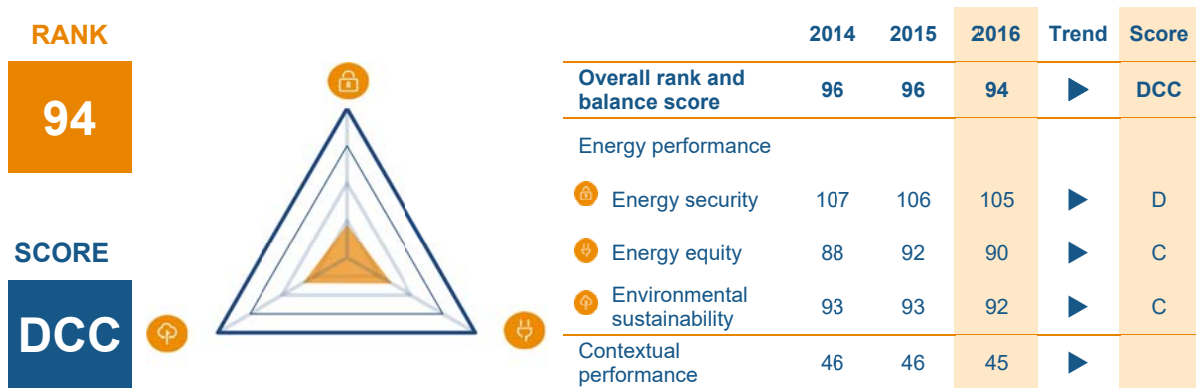 RANK
94
SCORE
DCC
2014 2015 2016 Trend Score
Overall rank and
balance score 96 96 94 DCC
Energy performance
Energy security 107 106 105 D
Energy equity 88 92 90 C
Environmental
sustainability 93 93 92 C
Contextual
performance 46 46 45